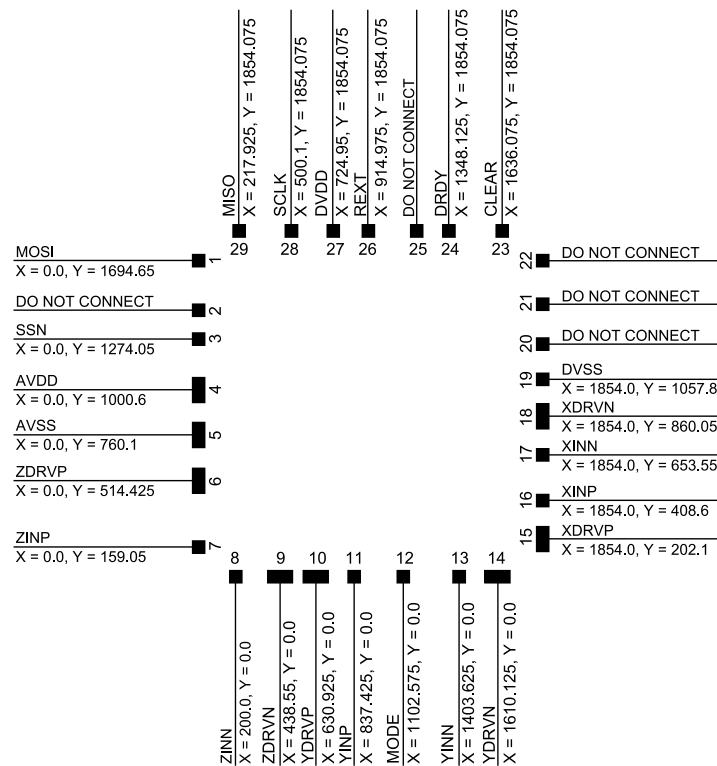 MISO
X = 217.925, Y = 1854.075
SCLK
X = 500.1, Y = 1854.075
DVDD
X = 724.95, Y = 1854.075
REXT
X = 914.975, Y = 1854.075
DO NOT CONNECT
DRDY
X = 1348.125, Y = 1854.075
CLEAR
X = 1636.075, Y = 1854.075
29
28
27
26
25
24
23
MOSI
X = 0.0, Y = 1694.65
1
DO NOT CONNECT
2
SSN
X = 0.0, Y = 1274.05
3
AVDD
X = 0.0, Y = 1000.6
4
AVSS
X = 0.0, Y = 760.1
5
ZDRVP
X = 0.0, Y = 514.425
6
ZINP
X = 0.0, Y = 159.05
7
22
DO NOT CONNECT
21
DO NOT CONNECT
20
DO NOT CONNECT
19
DVSS
X = 1854.0, Y = 1057.8
18
XDRVN
X = 1854.0, Y = 860.05
17
XINN
X = 1854.0, Y = 653.55
16
XINP
X = 1854.0, Y = 408.6
15
XDRVP
X = 1854.0, Y = 202.1
8
9
10
11
12
13
14
ZINN
X = 200.0, Y = 0.0
ZDRVN
X = 438.55, Y = 0.0
YDRVP
X = 630.925, Y = 0.0
YINP
X = 837.425, Y = 0.0
MODE
X = 1102.575, Y = 0.0
YINN
X = 1403.625, Y = 0.0
YDRVN
X = 1610.125, Y = 0.0